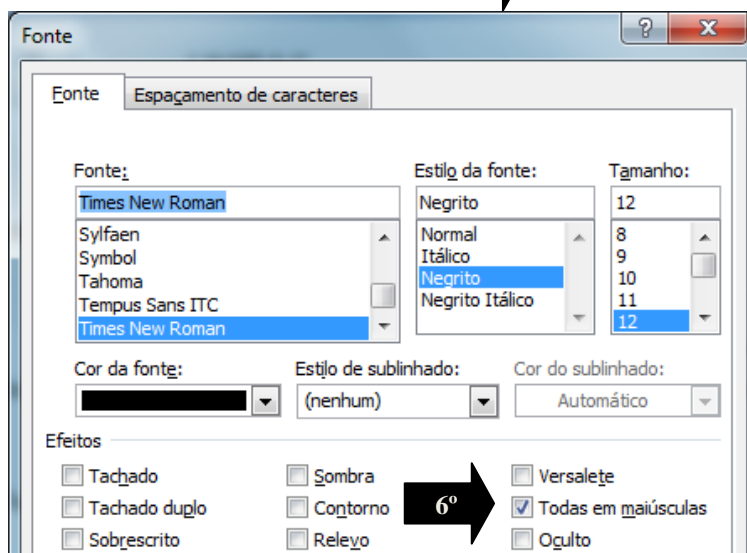 Fonte
? X
Fonte Espaçamento de caracteres
Fonte: Estilo da fonte: Tamanho:
Times New Roman Negrito 12
Sylfaen Normal 8
Symbol Itálico 9
Tahoma Negrito 10
Tempus Sans ITC Negrito Itálico 11
Times New Roman 12
Cor da fonte: Estilo de sublinhado: Cor do sublinhado:
(nenhum) Automático
Efeitos
Tachado Sombra Versalete
Tachado duplo Contorno 6º Todas em maiúsculas
Sobrescrito Relevo Oculto